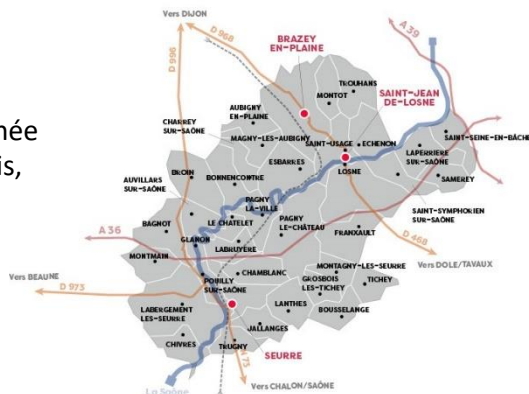 née
is,
Vers DIJON
D 968
D 996
A 39
BRAZEY
EN-PLAINE
TROUHANS
MONTOT
SAINT-JEAN
DE-LOSNE
AUBIGNY
EN-PLAINE
CHARREY
SUR-SAÔNE
MAGNY-LES-AUBIGNY
SAINT-USAGE
ECHENON
SAINT-SEINE-EN-BÂCHE
LAPERRIERE
SUR-SAÔNE
ESBARRES
LOSNE
BROIN
BONNENCONTRE
SAMEREY
AUVILLARS
SUR-SAÔNE
PAGNY
LA-VILLE
SAINT-SYMPHORIEN
SUR-SAÔNE
LE CHATELET
PAGNY
LE-CHÂTEAU
BAGNOT
A 36
FRANXAULT
D 468
GLANON
LABRUYÈRE
Vers DOLE/TAVAUX
MONTMAIN
MONTAGNY-LES-SEURRE
CHAMBLANC
GROSBOIS
LES-TICHEY
TICHEY
Vers BEAUNE
D 973
POUILLY
SUR-SAÔNE
LANTHES
BOUSSELANGE
LABERGEMENT
LES-SEURRE
JALLANGES
CHIVRES
TRUGNY
SEURRE
La Saône
Vers CHALON/SAÔNE